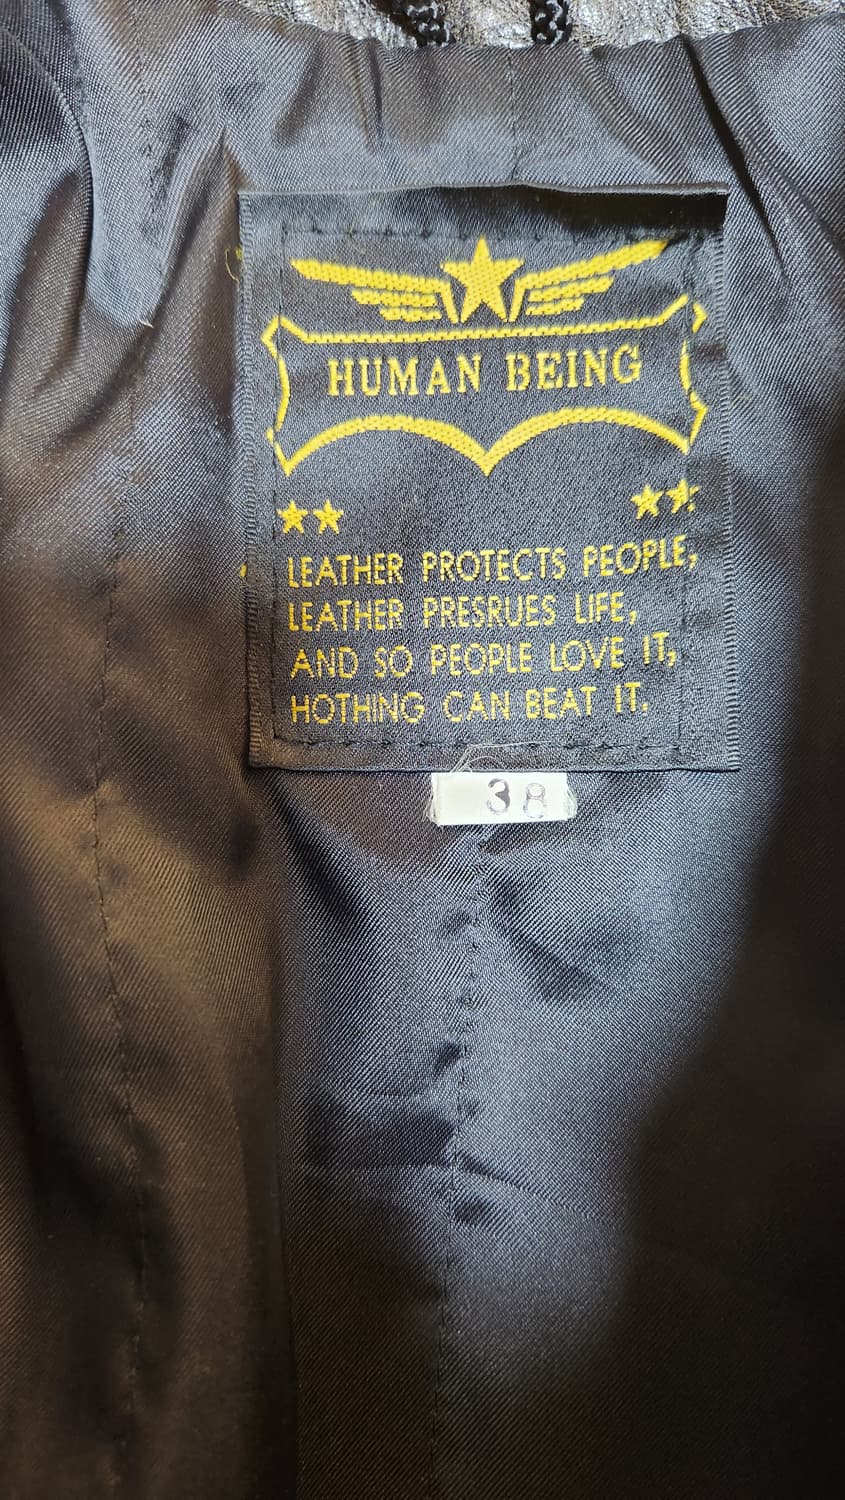 HUMAN BEING
LEATHER PROTECTS PEOPLE,
LEATHER PRESRUES LIFE,
AND SO PEOPLE LOVE IT,
HOTHING CAN BEAT IT.
38